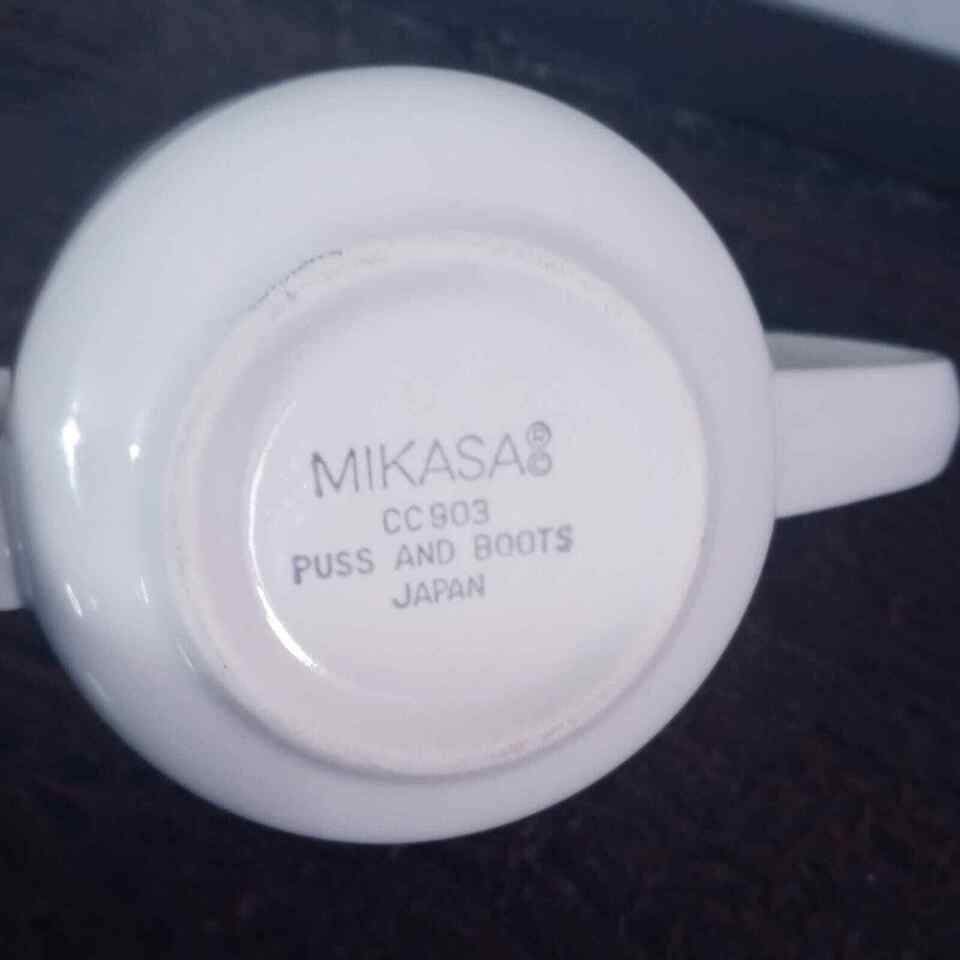 MIKASA®©
CC903
PUSS AND BOOTS
JAPAN